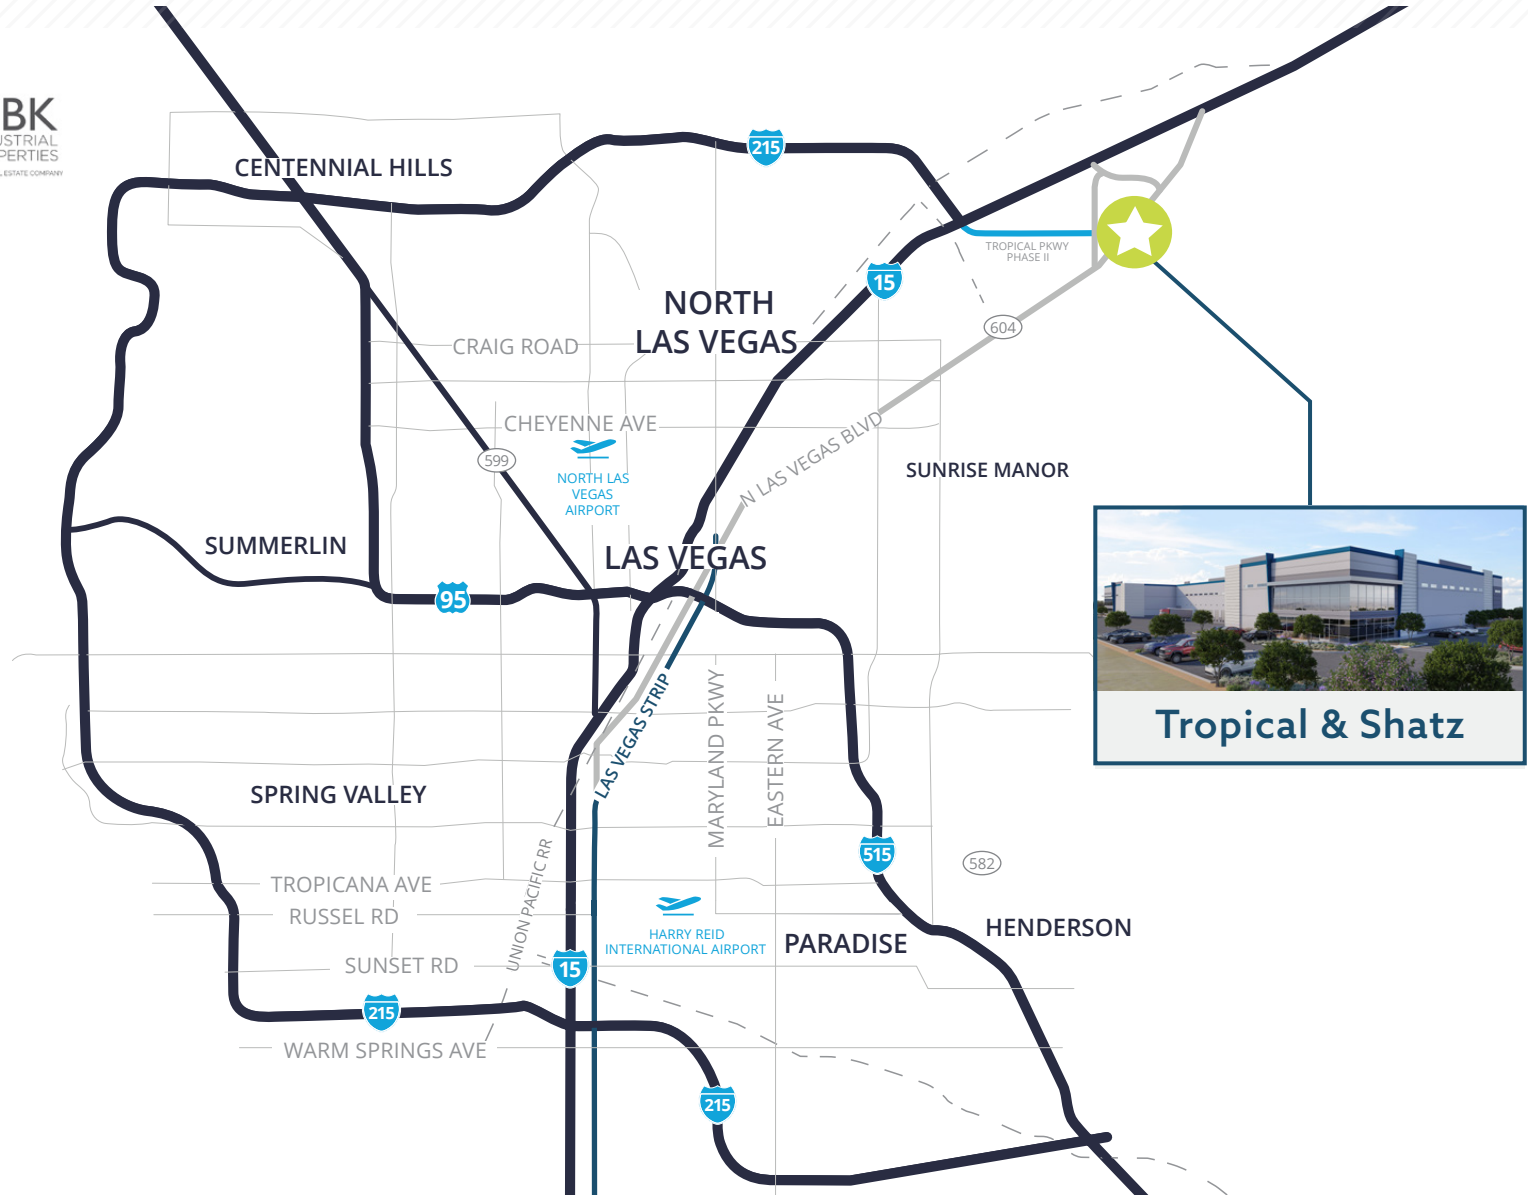 BK
USTRIAL
PERTIES
ESTATE COMPANY
CENTENNIAL HILLS
215
TROPICAL PKWY
PHASE II
15
NORTH
LAS VEGAS
604
CRAIG ROAD
CHEYENNE AVE
N LAS VEGAS BLVD
599
NORTH LAS
VEGAS
AIRPORT
SUNRISE MANOR
SUMMERLIN
LAS VEGAS
95
LAS VEGAS STRIP
MARYLAND PKWY
EASTERN AVE
Tropical & Shatz
SPRING VALLEY
UNION PACIFIC RR
515
582
TROPICANA AVE
RUSSEL RD
HARRY REID
INTERNATIONAL AIRPORT
PARADISE
HENDERSON
SUNSET RD
15
215
WARM SPRINGS AVE
215